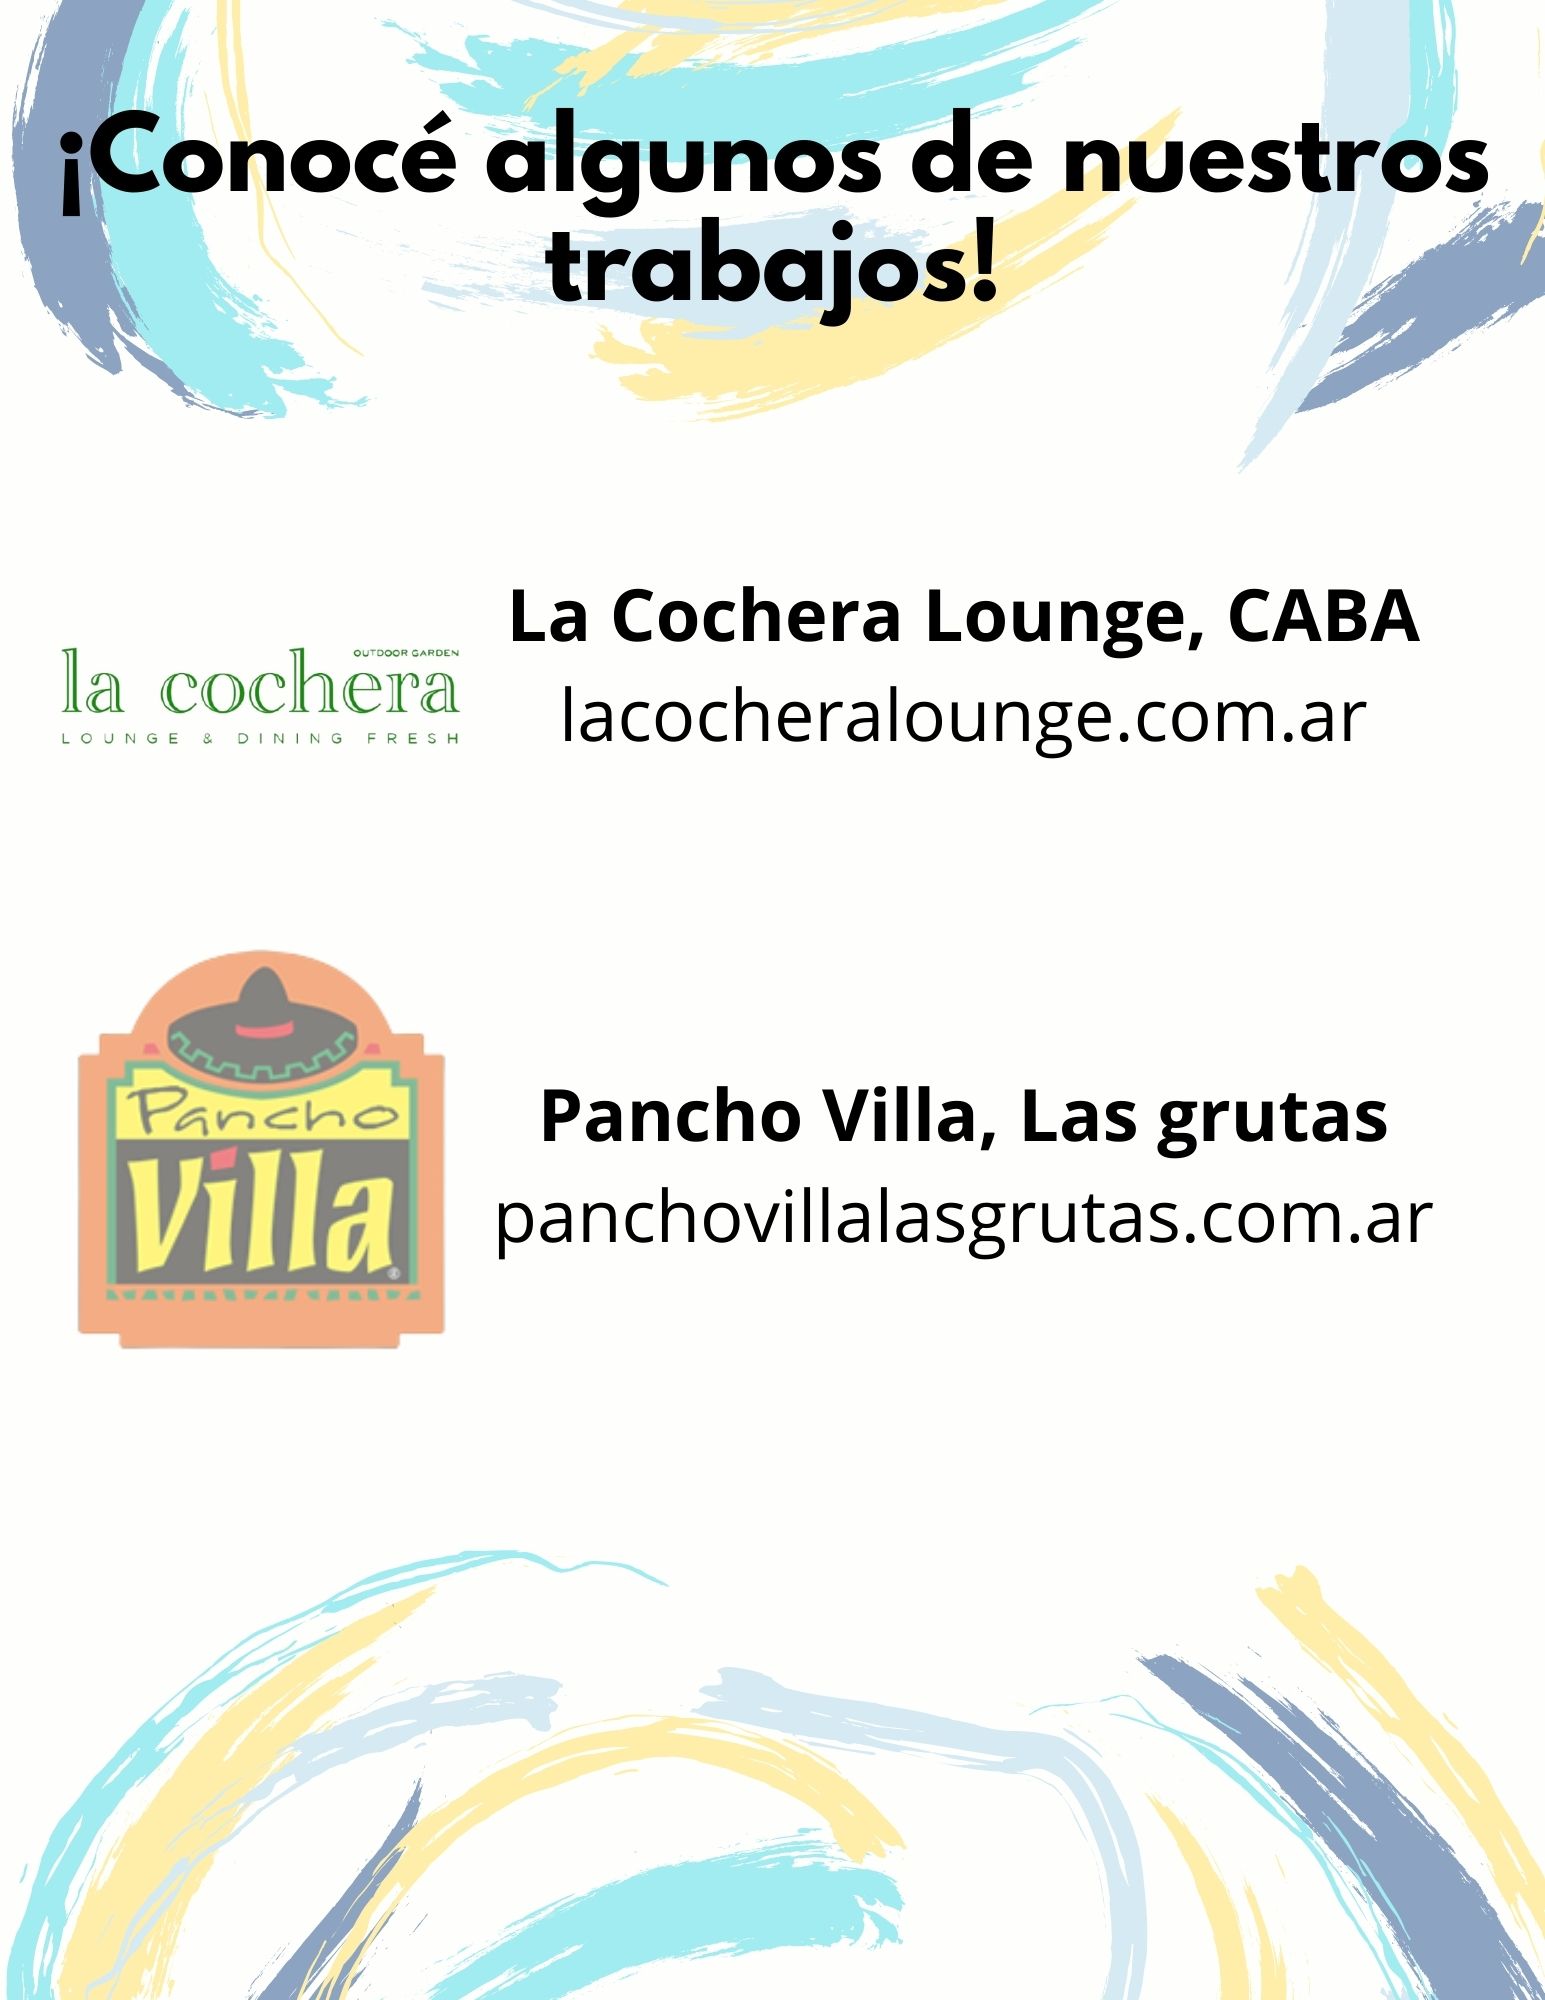 ¡Conocé algunos de nuestros
trabajos!
OUTDOOR GARDEN
la cochera
LOUNGE & DINING FRESH
La Cochera Lounge, CABA
lacocheralounge.com.ar
Pancho
Villa®
Pancho Villa, Las grutas
panchovillalasgrutas.com.ar